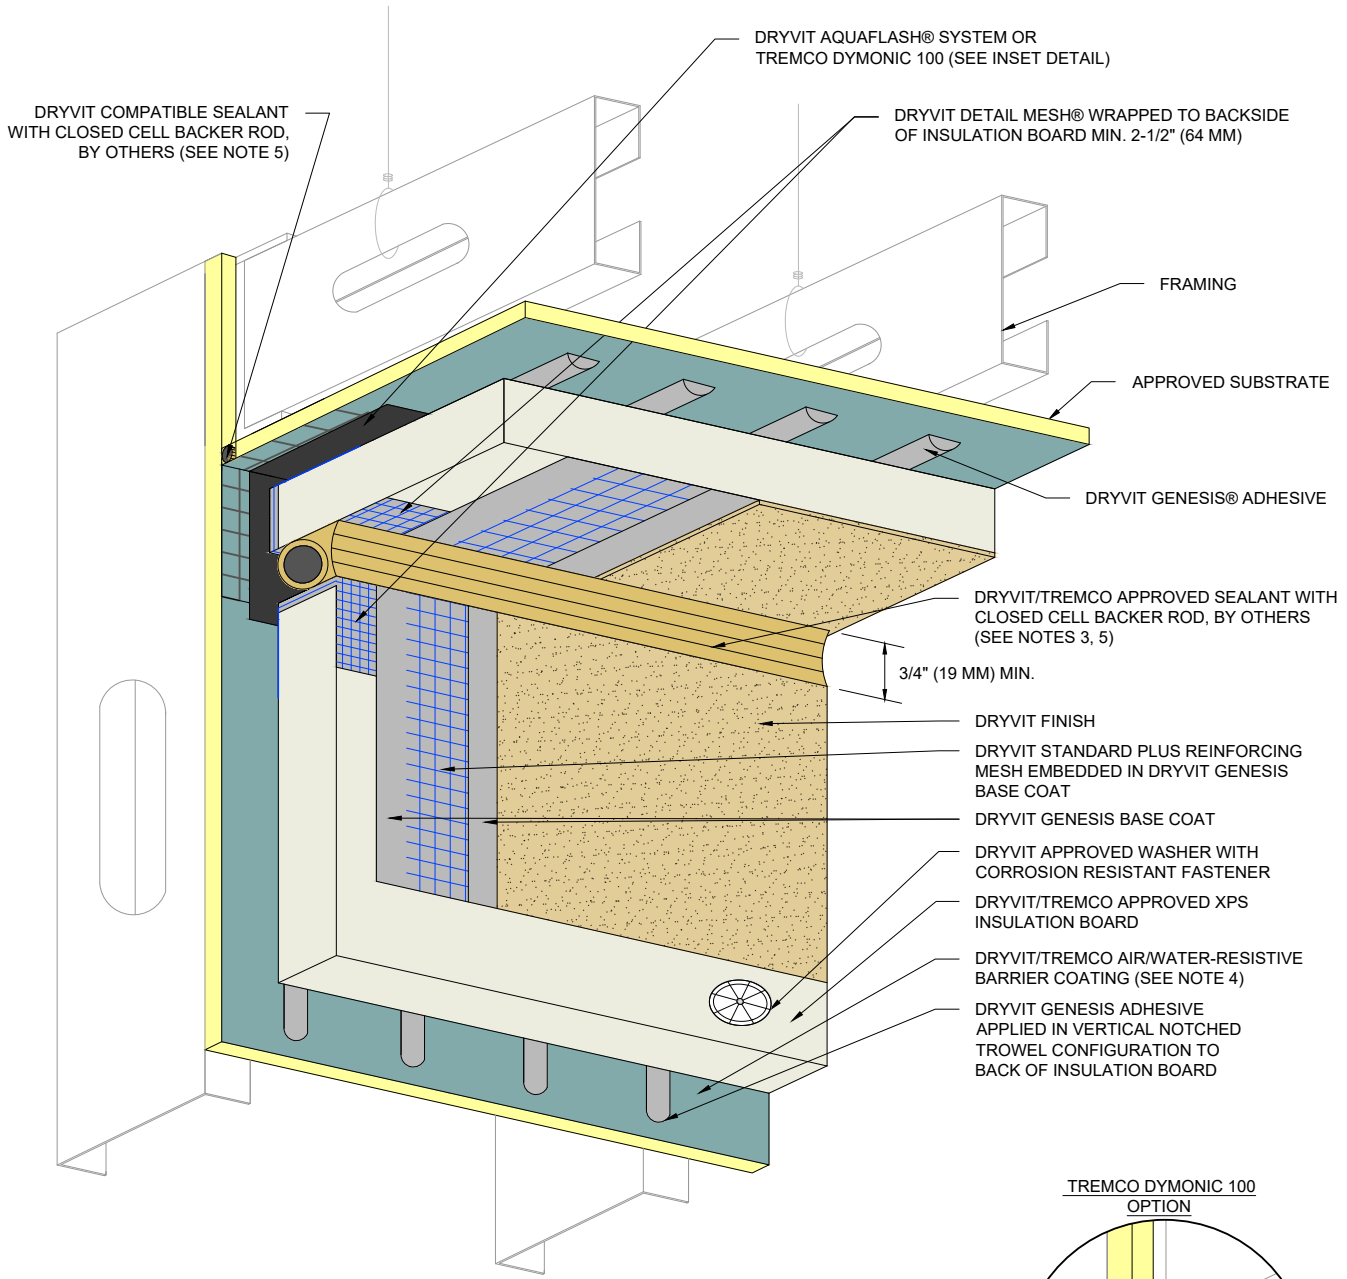 DRYVIT AQUAFLASH® SYSTEM OR
TREMCO DYMONIC 100 (SEE INSET DETAIL)
DRYVIT COMPATIBLE SEALANT
WITH CLOSED CELL BACKER ROD,
BY OTHERS (SEE NOTE 5)
DRYVIT DETAIL MESH® WRAPPED TO BACKSIDE
OF INSULATION BOARD MIN. 2-1/2" (64 MM)
FRAMING
APPROVED SUBSTRATE
DRYVIT GENESIS® ADHESIVE
DRYVIT/TREMCO APPROVED SEALANT WITH
CLOSED CELL BACKER ROD, BY OTHERS
(SEE NOTES 3, 5)
3/4" (19 MM) MIN.
DRYVIT FINISH
DRYVIT STANDARD PLUS REINFORCING
MESH EMBEDDED IN DRYVIT GENESIS
BASE COAT
DRYVIT GENESIS BASE COAT
DRYVIT APPROVED WASHER WITH
CORROSION RESISTANT FASTENER
DRYVIT/TREMCO APPROVED XPS
INSULATION BOARD
DRYVIT/TREMCO AIR/WATER-RESISTIVE
BARRIER COATING (SEE NOTE 4)
DRYVIT GENESIS ADHESIVE
APPLIED IN VERTICAL NOTCHED
TROWEL CONFIGURATION TO
BACK OF INSULATION BOARD
TREMCO DYMONIC 100
OPTION